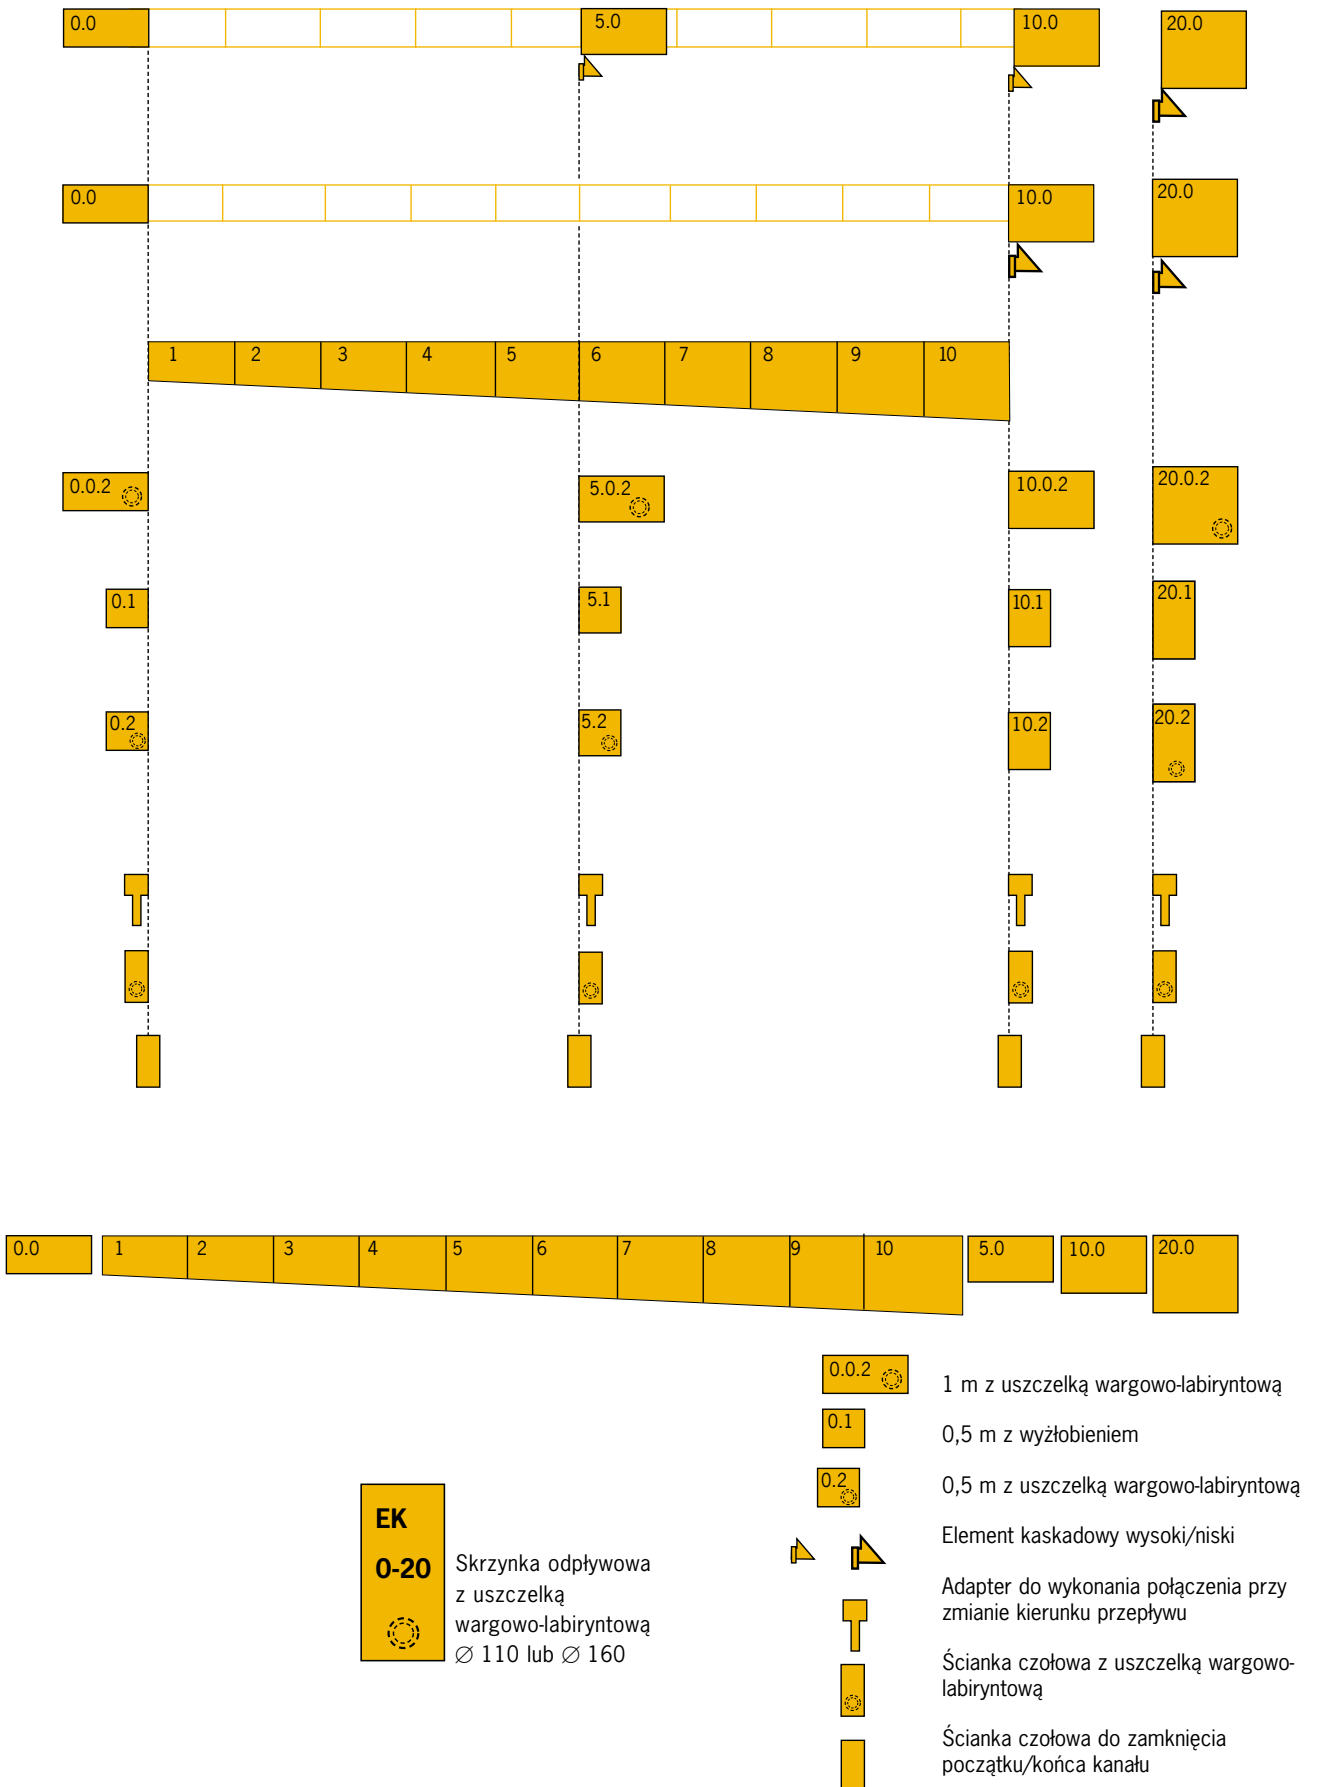 0.0
5.0
10.0
20.0
0.0
10.0
20.0
1 2 3 4 5 6 7 8 9 10
0.0.2
5.0.2
10.0.2
20.0.2
0.1
5.1
10.1
20.1
0.2
5.2
10.2
20.2
0.0
1 2 3 4 5 6 7 8 9 10
5.0
10.0
20.0
0.0.2
1 m z uszczelką wargowo-labiryntową
0.1
0,5 m z wyżłobieniem
0.2
0,5 m z uszczelką wargowo-labiryntową
Element kaskadowy wysoki/niski
Adapter do wykonania połączenia przy
zmianie kierunku przepływu
Ścianka czołowa z uszczelką wargowo-
labiryntową
Ścianka czołowa do zamknięcia
początku/końca kanału
EK
0-20
Skrzynka odpływowa
z uszczelką
wargowo-labiryntową
∅ 110 lub ∅ 160